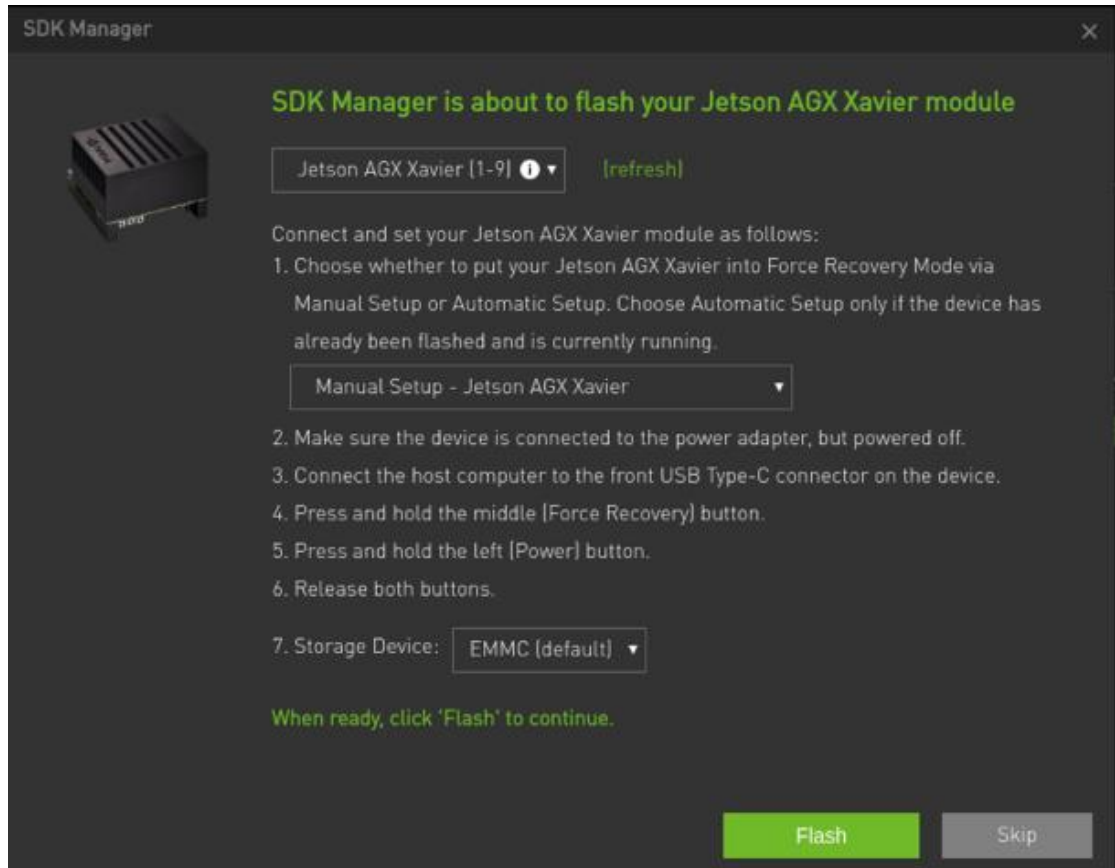 SDK Manager
SDK Manager is about to flash your Jetson AGX Xavier module
Jetson AGX Xavier (1-9)
(refresh)
Connect and set your Jetson AGX Xavier module as follows:
1. Choose whether to put your Jetson AGX Xavier into Force Recovery Mode via
Manual Setup or Automatic Setup. Choose Automatic Setup only if the device has
already been flashed and is currently running.
Manual Setup - Jetson AGX Xavier
2. Make sure the device is connected to the power adapter, but powered off.
3. Connect the host computer to the front USB Type-C connector on the device.
4. Press and hold the middle (Force Recovery) button.
5. Press and hold the left (Power) button.
6. Release both buttons.
7. Storage Device: EMMC (default)
When ready, click 'Flash' to continue.
Flash
Skip